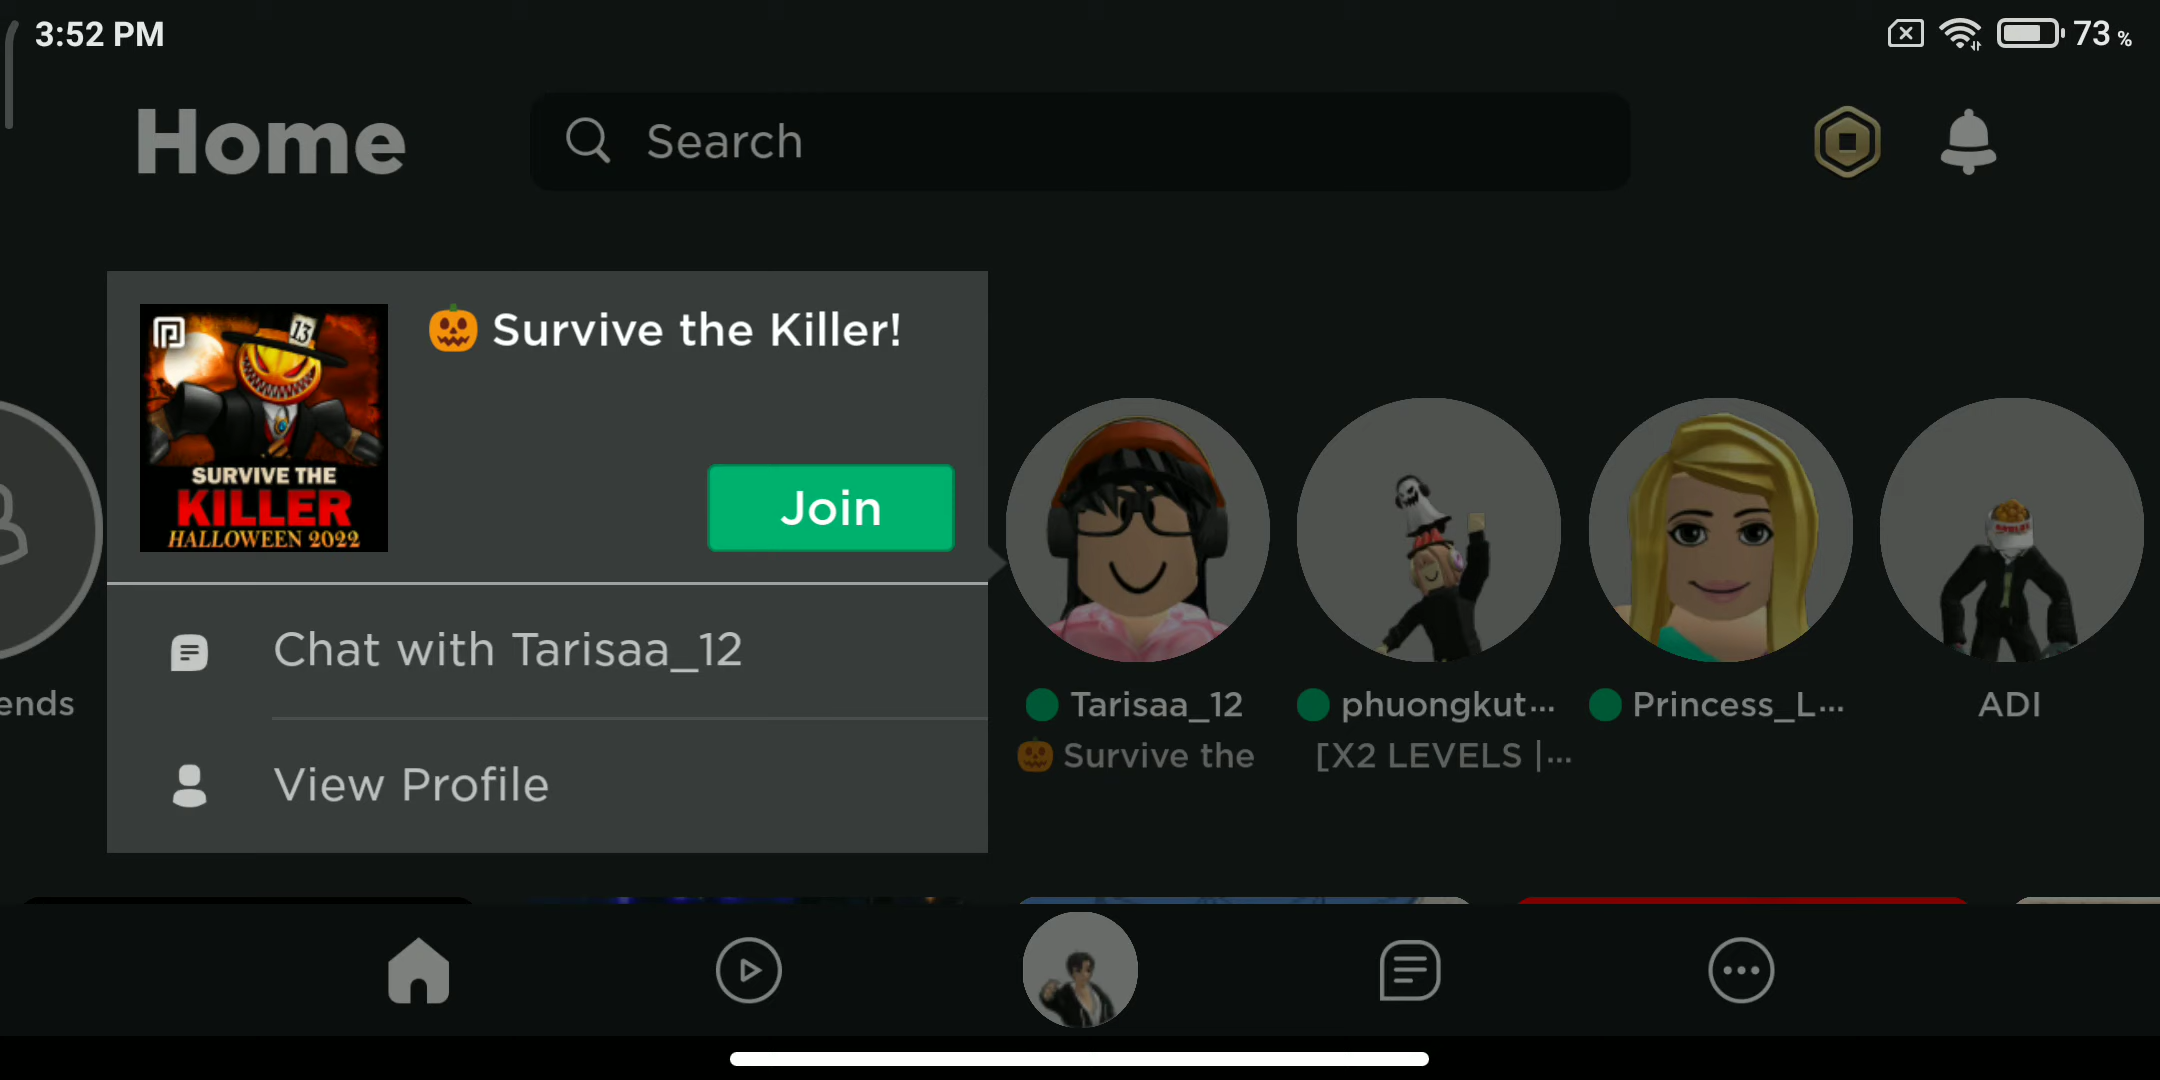 3:52 PM
73 %
Home
Search
🎃 Survive the Killer!
13
SURVIVE THE
KILLER
HALLOWEEN 2022
Join
Chat with Tarisaa_12
View Profile
ends
Tarisaa_12
🎃 Survive the
phuongkut...
[X2 LEVELS |...
Princess_L...
ADI